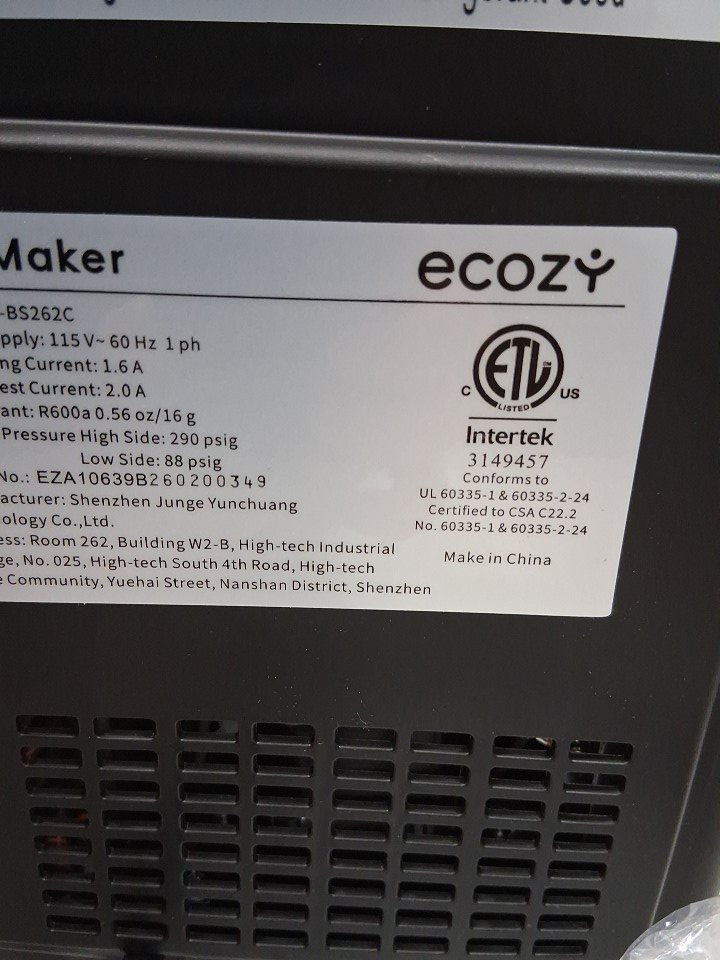 Maker
ecozy
-BS262C
pply: 115 V~ 60 Hz 1 ph
ng Current: 1.6 A
est Current: 2.0 A
ant: R600a 0.56 oz/16 g
Pressure High Side: 290 psig
Low Side: 88 psig
No.: EZA10639B260200349
acturer: Shenzhen Junge Yunchuang
ology Co.,Ltd.
ess: Room 262, Building W2-B, High-tech Industrial
ge, No. 025, High-tech South 4th Road, High-tech
e Community, Yuehai Street, Nanshan District, Shenzhen
ETL
C US
LISTED
Intertek
3149457
Conforms to
UL 60335-1 & 60335-2-24
Certified to CSA C22.2
No. 60335-1 & 60335-2-24
Make in China